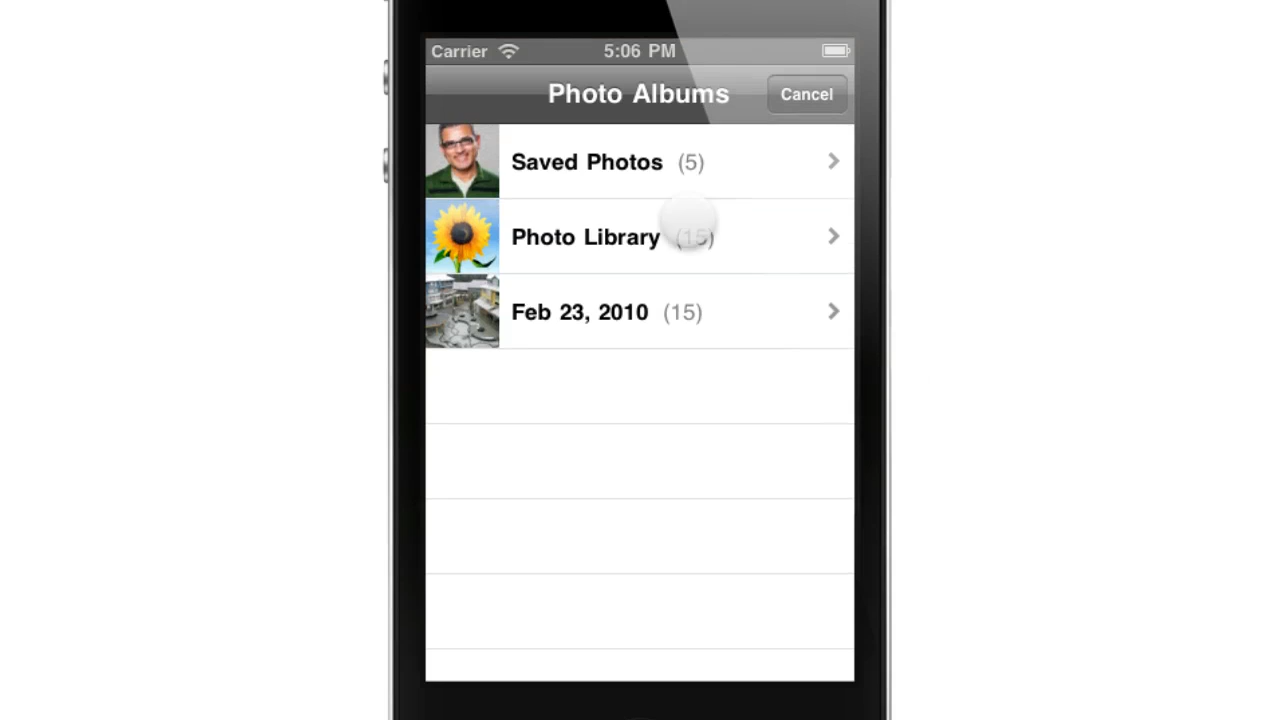 Carrier 5:06 PM
Photo Albums Cancel
Saved Photos (5)
Photo Library (15)
Feb 23, 2010 (15)